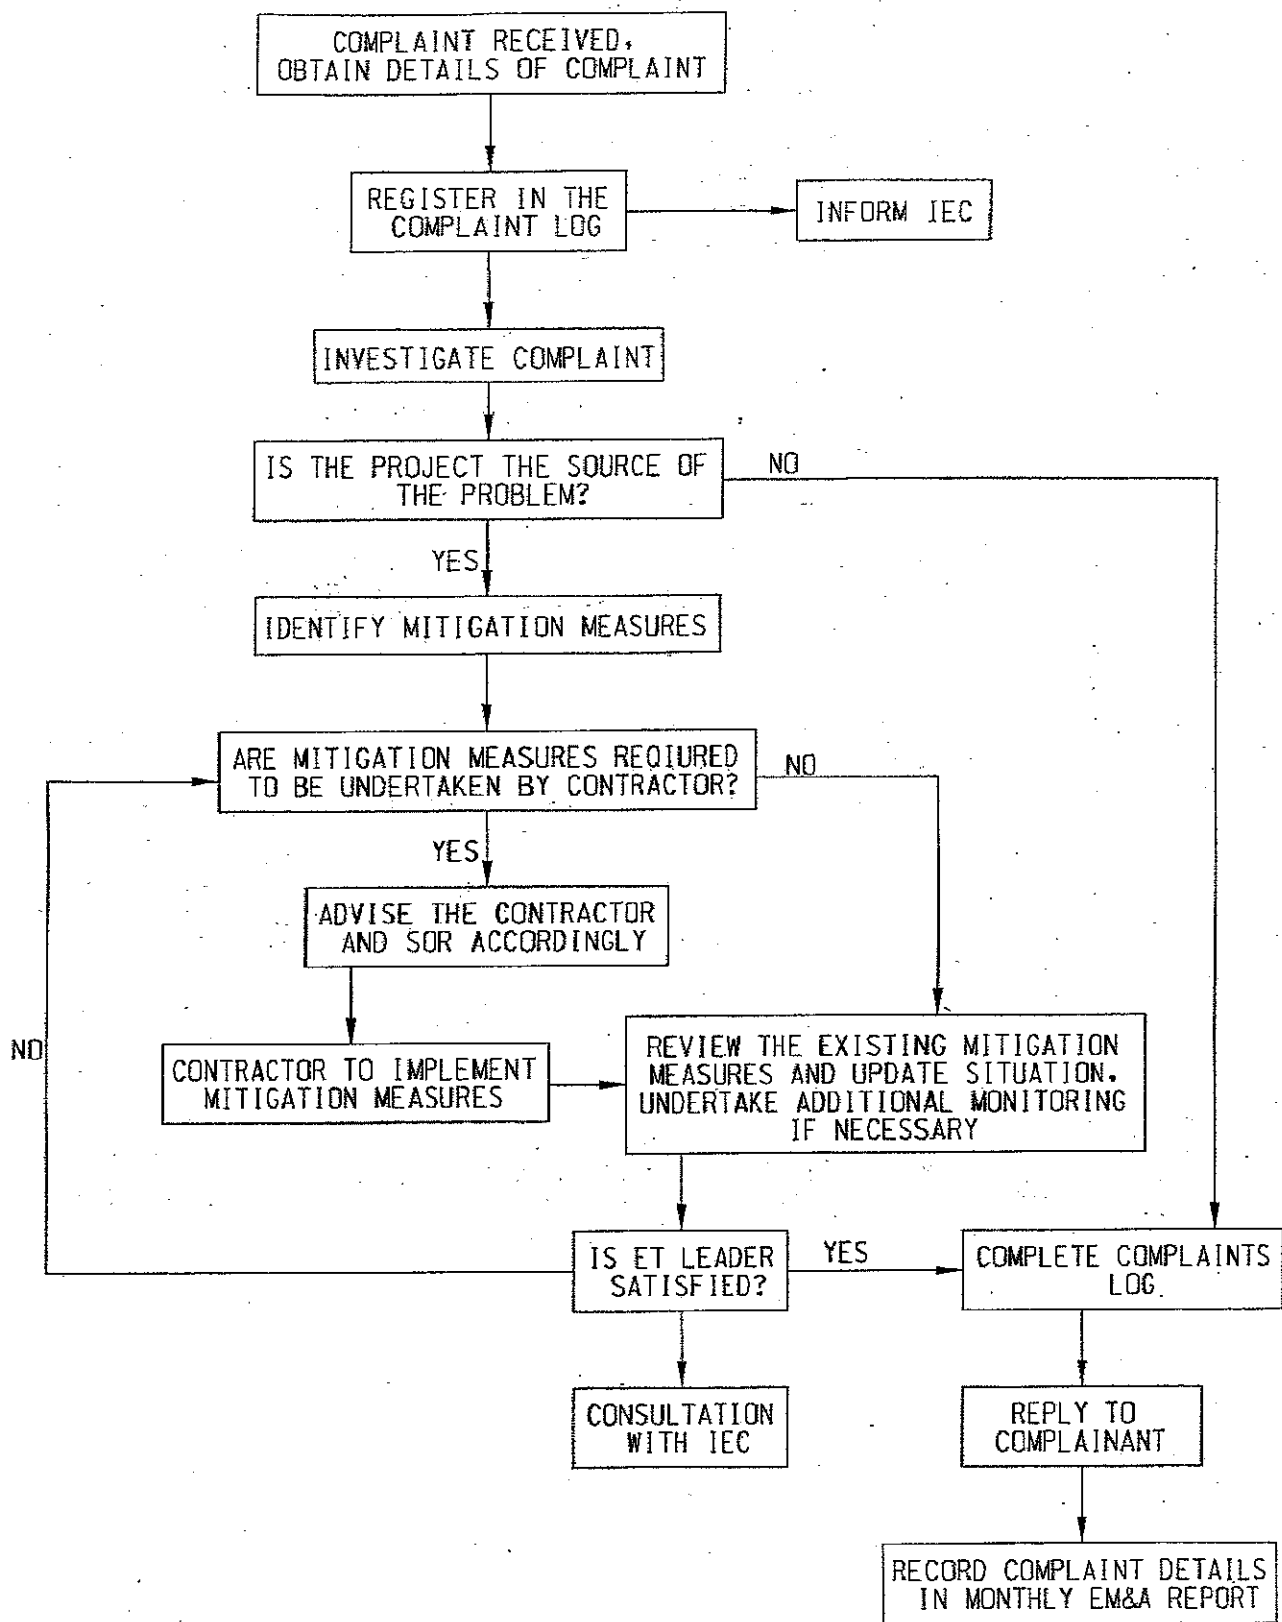 COMPLAINT RECEIVED,
OBTAIN DETAILS OF COMPLAINT
REGISTER IN THE
COMPLAINT LOG
INFORM IEC
INVESTIGATE COMPLAINT
IS THE PROJECT THE SOURCE OF
THE PROBLEM?
NO
YES
IDENTIFY MITIGATION MEASURES
ARE MITIGATION MEASURES REQIURED
TO BE UNDERTAKEN BY CONTRACTOR?
NO
YES
ADVISE THE CONTRACTOR
AND SOR ACCORDINGLY
NO
CONTRACTOR TO IMPLEMENT
MITIGATION MEASURES
REVIEW THE EXISTING MITIGATION
MEASURES AND UPDATE SITUATION.
UNDERTAKE ADDITIONAL MONITORING
IF NECESSARY
IS ET LEADER
SATISFIED?
YES
COMPLETE COMPLAINTS
LOG
CONSULTATION
WITH IEC
REPLY TO
COMPLAINANT
RECORD COMPLAINT DETAILS
IN MONTHLY EM&A REPORT